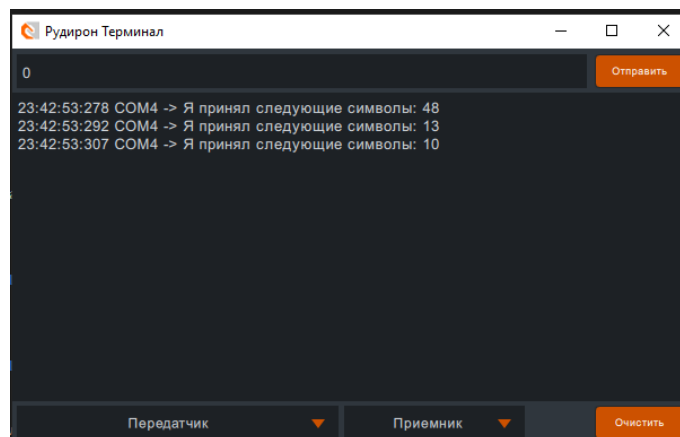 Рудирон Терминал
0
Отправить
23:42:53:278 COM4 -> Я принял следующие символы: 48
23:42:53:292 COM4 -> Я принял следующие символы: 13
23:42:53:307 COM4 -> Я принял следующие символы: 10
Передатчик
Приемник
Очистить